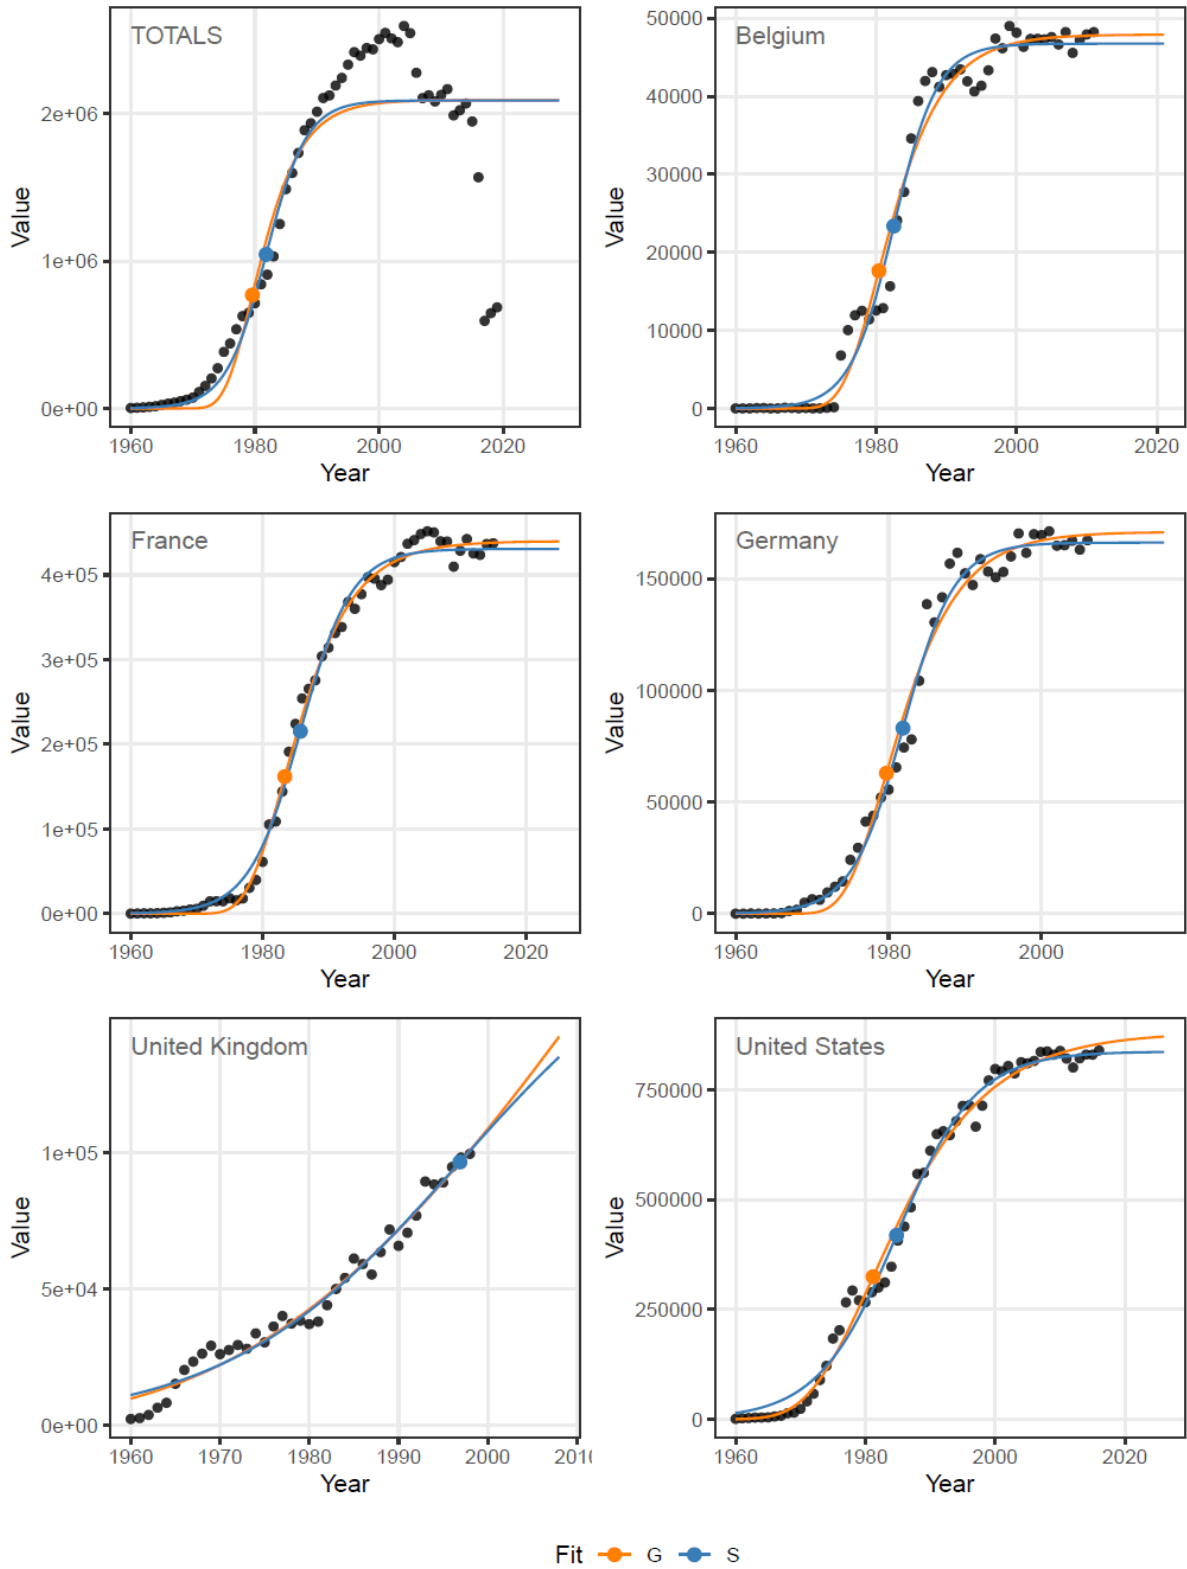 TOTALS
Value
2e+06
1e+06
0e+00
1960 1980 2000 2020
Year
Belgium
Value
50000
40000
30000
20000
10000
0
1960 1980 2000 2020
Year
France
Value
4e+05
3e+05
2e+05
1e+05
0e+00
1960 1980 2000 2020
Year
Germany
Value
150000
100000
50000
0
1960 1980 2000
Year
United Kingdom
Value
1e+05
5e+04
0e+00
1960 1970 1980 1990 2000 2010
Year
United States
Value
750000
500000
250000
0
1960 1980 2000 2020
Year
Fit G S